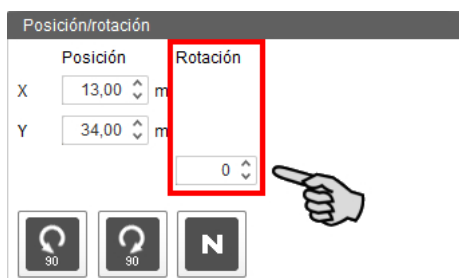 Posición/rotación
Posición Rotación
X 13,00 m
Y 34,00 m
0
90 90 N